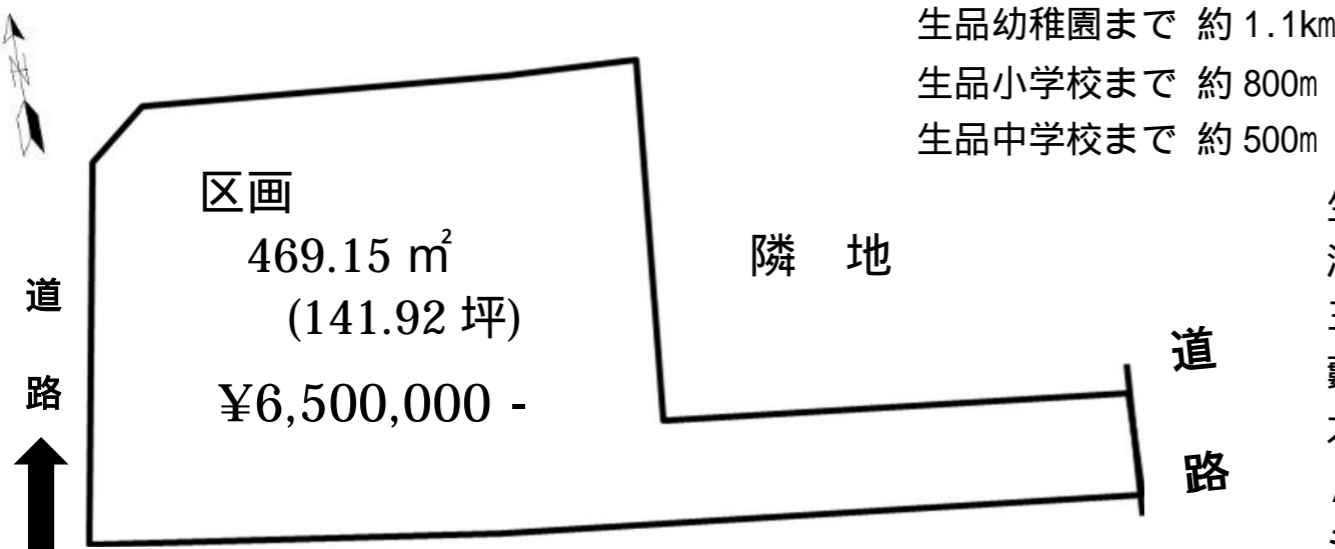 生品幼稚園まで 約 1.1km
生品小学校まで 約 800m
生品中学校まで 約 500m
N
区画
469.15 ㎡
(141.92 坪)
¥6,500,000 -
隣 地
道路
道路